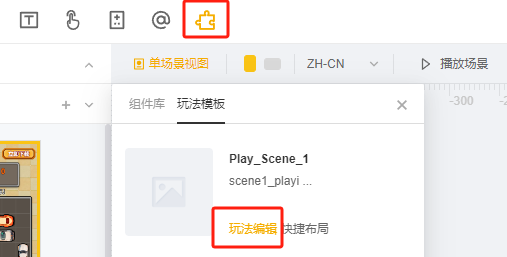 单场景视图
ZH-CN
播放场景
-300
组件库
玩法模板
Play_Scene_1
scene1_playi ...
玩法编辑
快捷布局